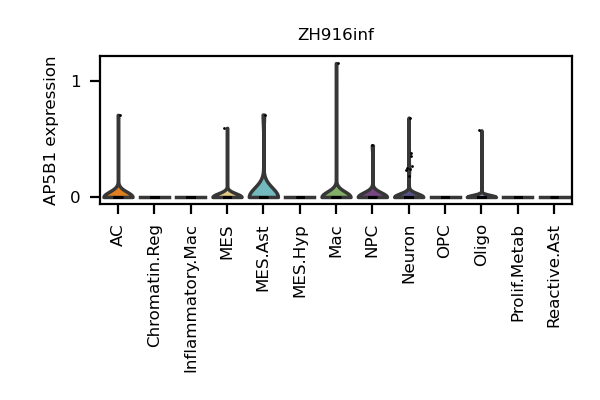 ZH916inf
AP5B1 expression
1
0
AC
Chromatin.Reg
Inflammatory.Mac
MES
MES.Ast
MES.Hyp
Mac
NPC
Neuron
OPC
Oligo
Prolif.Metab
Reactive.Ast